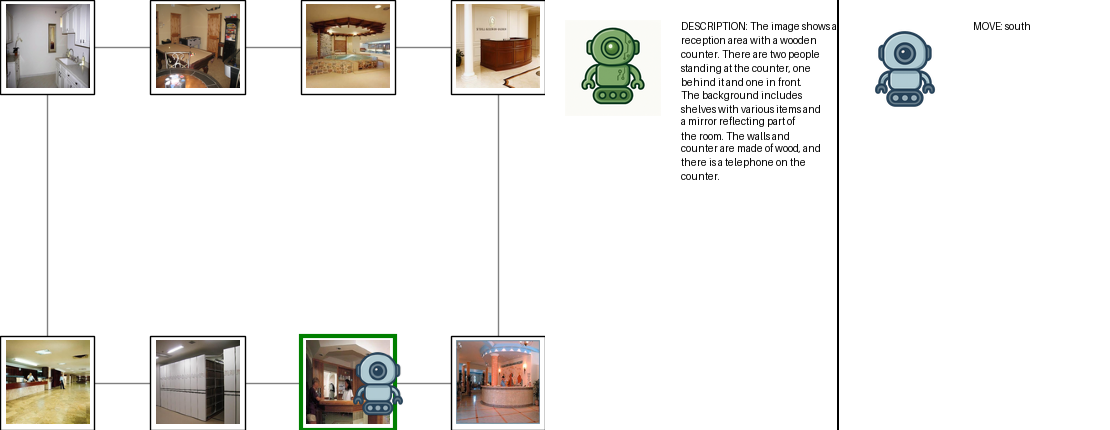 DESCRIPTION: The image shows a
reception area with a wooden
counter. There are two people
standing at the counter, one
behind it and one in front.
The background includes
shelves with various items and
a mirror reflecting part of
the room. The walls and
counter are made of wood, and
there is a telephone on the
counter.
MOVE: south